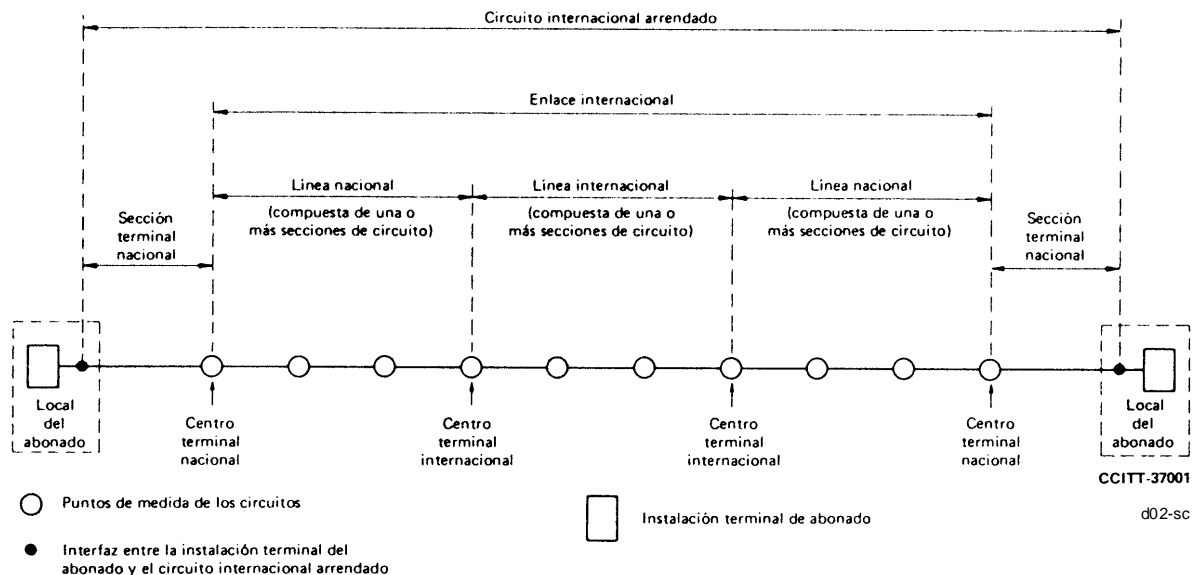 Circuito internacional arrendado
Enlace internacional
Línea nacional
(compuesta de una o
más secciones de circuito)
Línea internacional
(compuesta de una o
más secciones de circuito)
Línea nacional
(compuesta de una o
más secciones de circuito)
Sección
terminal
nacional
Sección
terminal
nacional
Local
del
abonado
Centro
terminal
nacional
Centro
terminal
internacional
Centro
terminal
internacional
Centro
terminal
nacional
Local
del
abonado
CCITT-37001
d02-sc
Puntos de medida de los circuitos
Instalación terminal de abonado
Interfaz entre la instalación terminal del
abonado y el circuito internacional arrendado